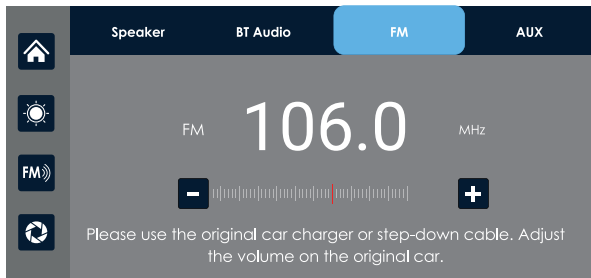 Speaker BT Audio FM AUX
FM 106.0 MHz
FM
- +
Please use the original car charger or step-down cable. Adjust
the volume on the original car.